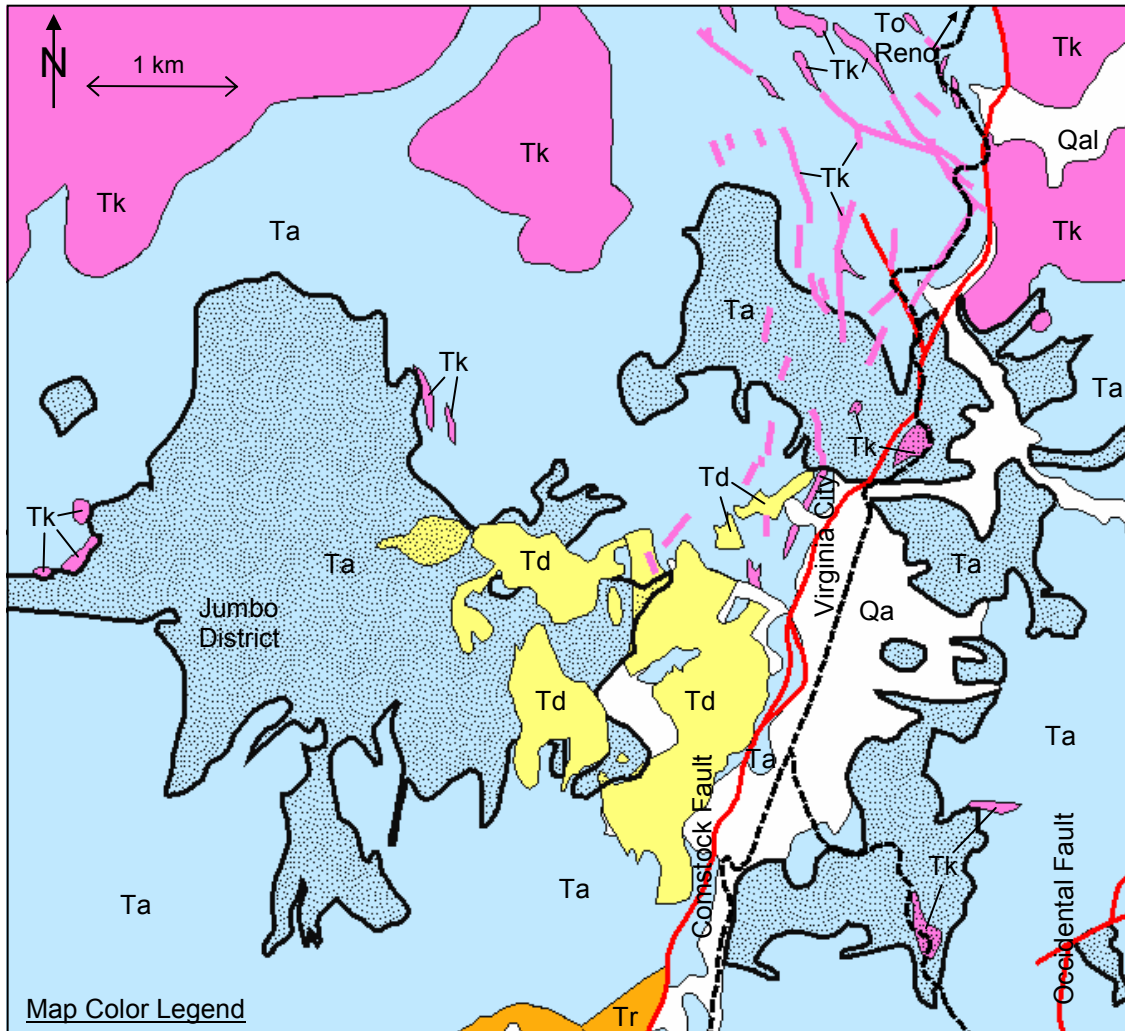 To
Reno
N
1 km
Tk
Tk
Qal
Tk
Tk
Tk
Tk
Ta
Tk
Ta
Tk
Ta
Tk
Td
Tk
Ta
Td
Ta
Virginia City
Jumbo
District
Qa
Td
Td
Ta
Ta
Comstock Fault
Tk
Occidental Fault
Ta
Ta
Map Color Legend
Tr